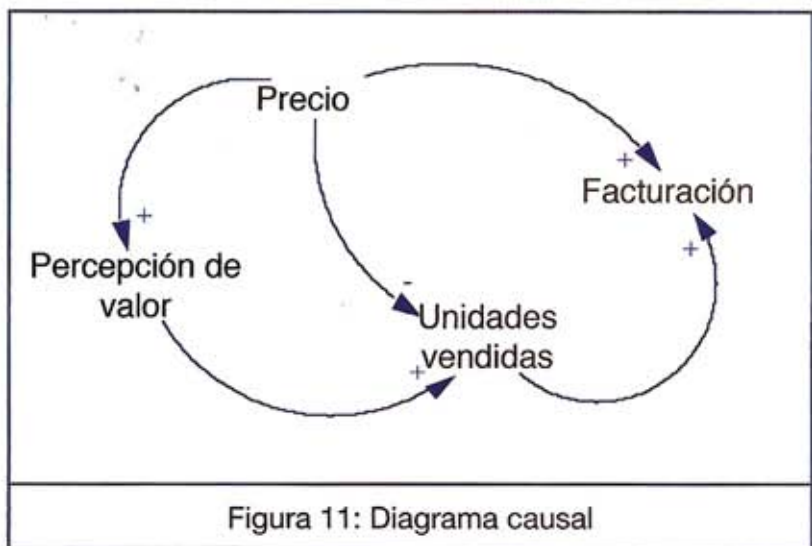 Precio
+
Facturación
+
+
Percepción de
valor
-
Unidades
vendidas
+
Figura 11: Diagrama causal